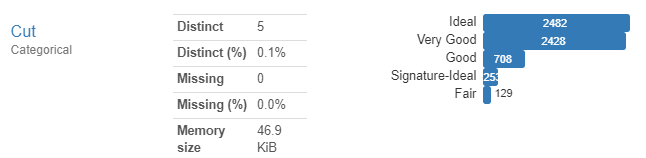 Cut
Categorical
Distinct 5
Distinct (%) 0.1%
Missing 0
Missing (%) 0.0%
Memory size 46.9 KiB
Ideal 2482
Very Good 2428
Good 708
Signature-Ideal 253
Fair 129